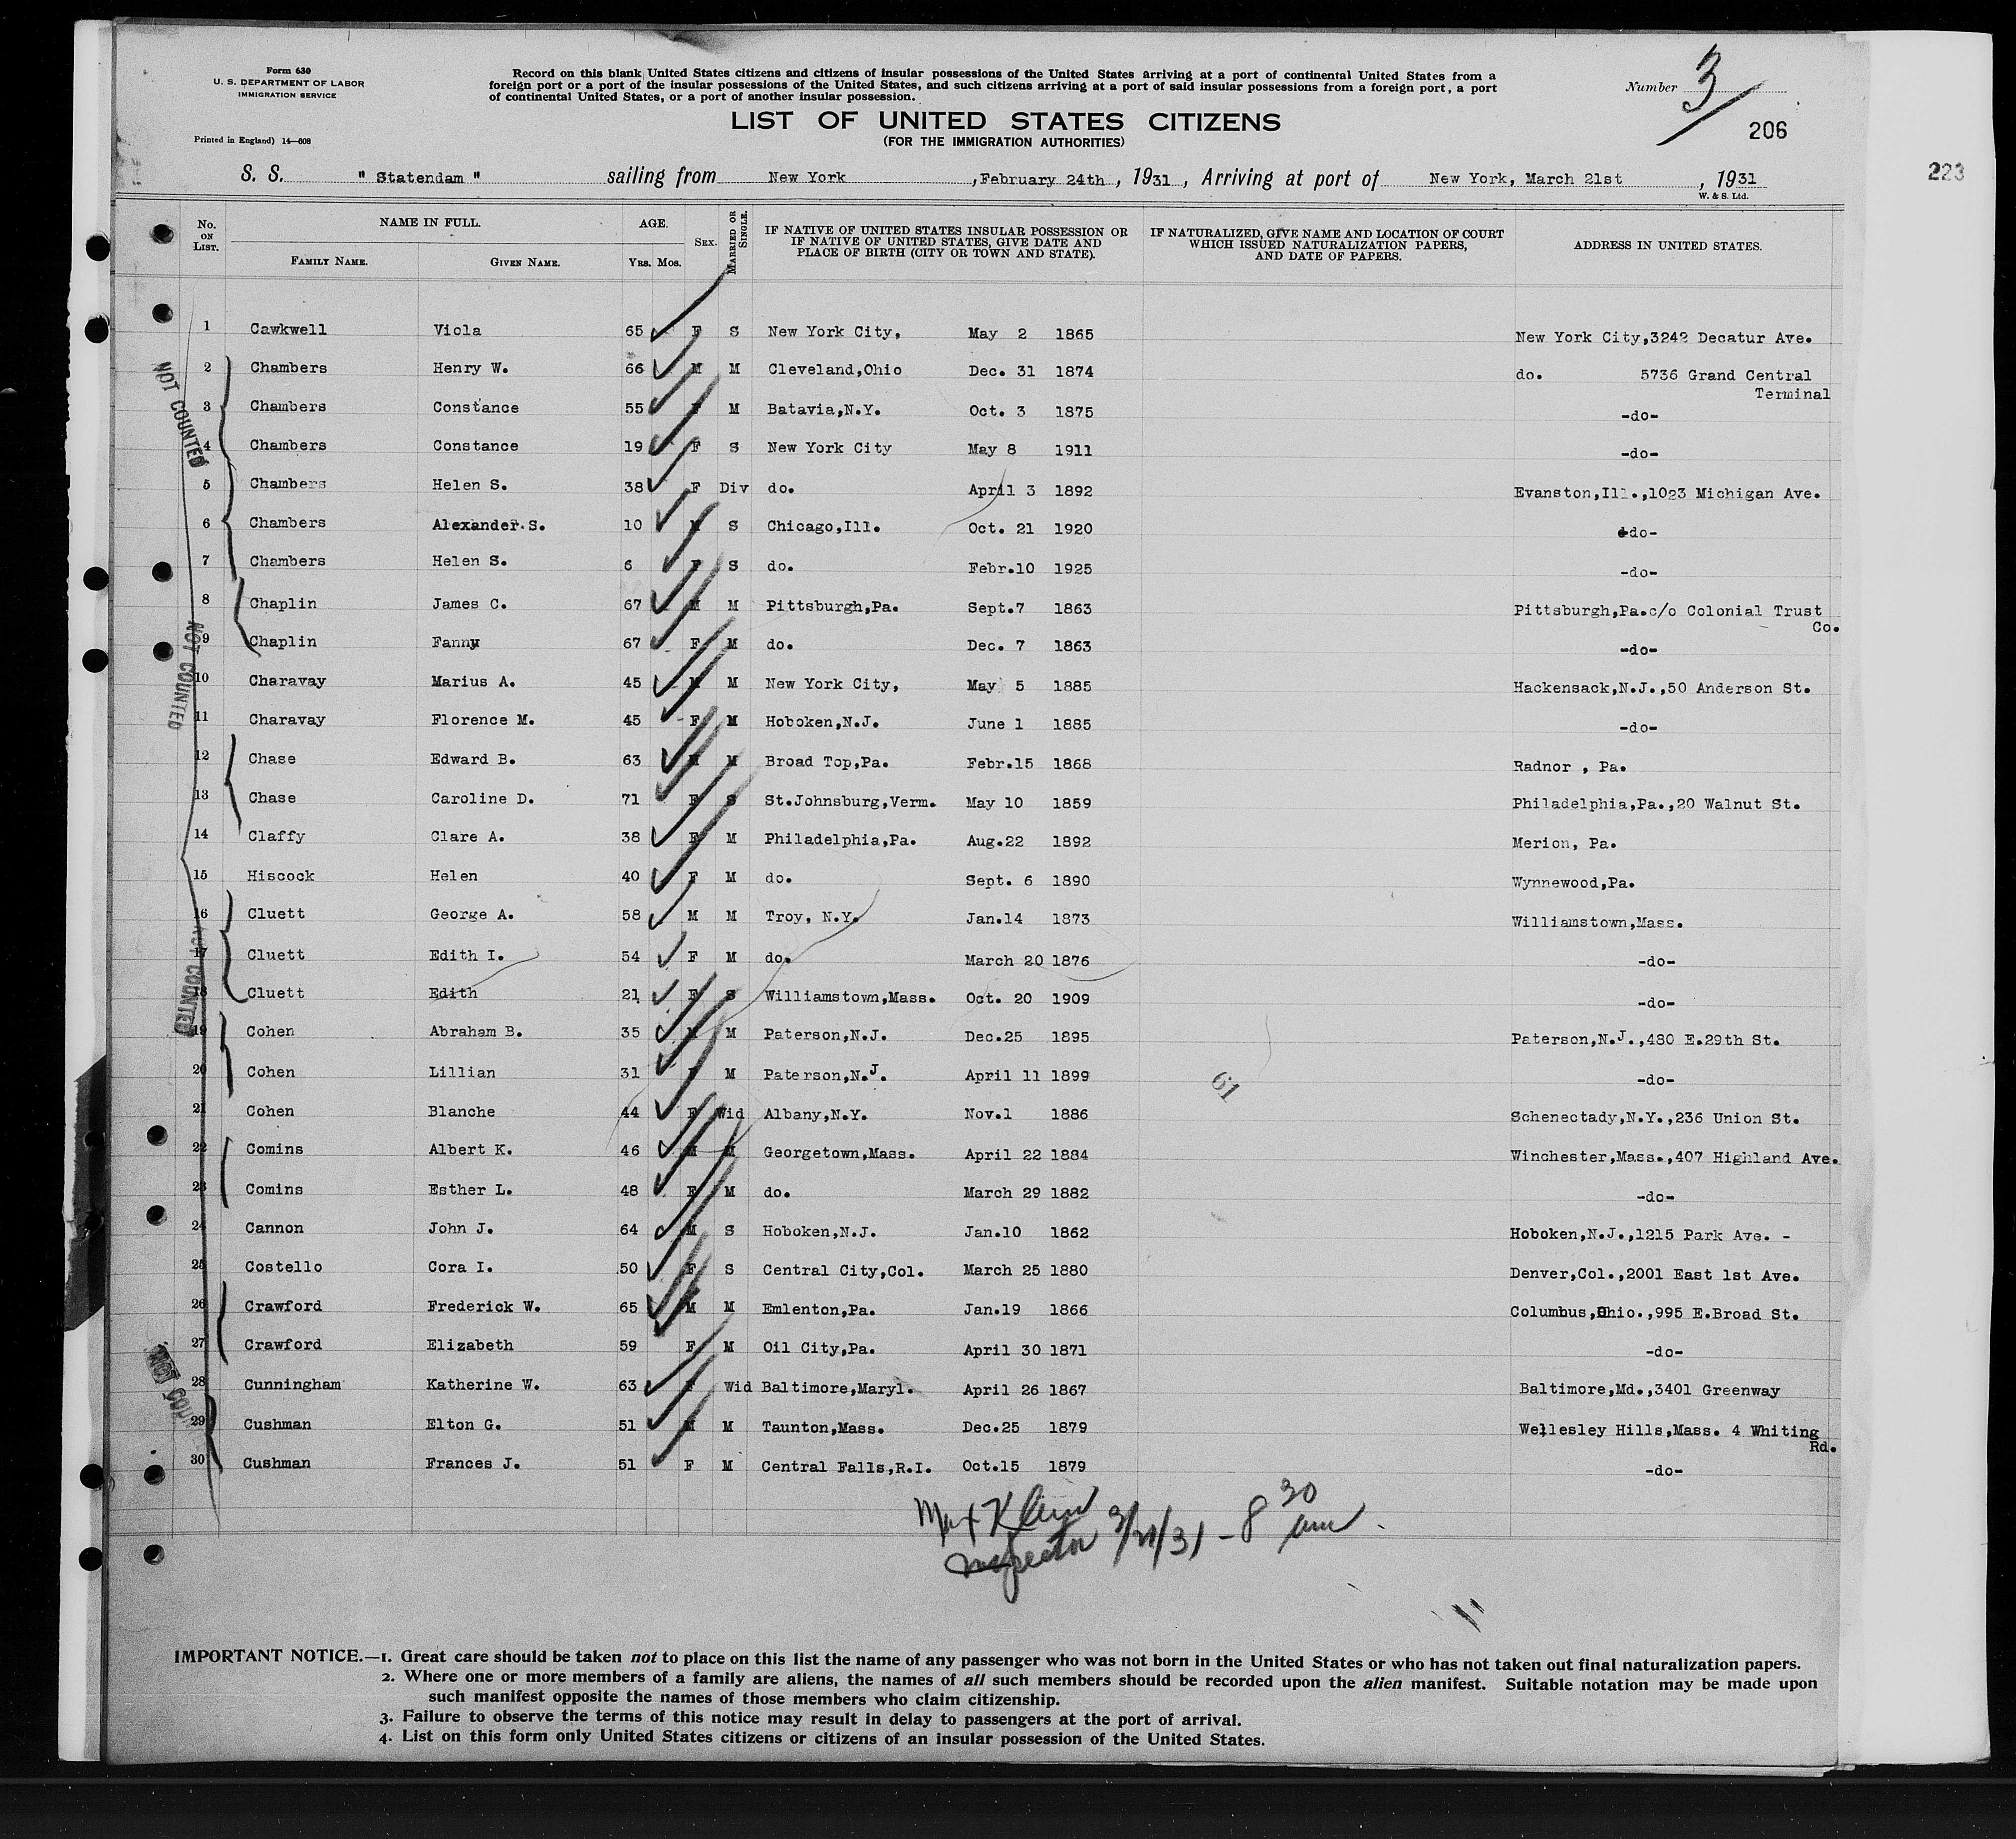 Form 630
U. S. DEPARTMENT OF LABOR
IMMIGRATION SERVICE
Printed in England) 14—608
Record on this blank United States citizens and citizens of insular possessions of the United States arriving at a port of continental United States from a
foreign port or a port of the insular possessions of the United States, and such citizens arriving at a port of said insular possessions from a foreign port, a port
of continental United States, or a port of another insular possession.
Number 3
206
223
LIST OF UNITED STATES CITIZENS
(FOR THE IMMIGRATION AUTHORITIES)
S. S. " Statendam " sailing from New York , February 24th , 1931 , Arriving at port of New York, March 21st , 1931
W. & S. Ltd.
No. ON LIST. NAME IN FULL. FAMILY NAME. GIVEN NAME. AGE. YRS. MOS. SEX. MARRIED OR SINGLE. IF NATIVE OF UNITED STATES INSULAR POSSESSION OR IF NATIVE OF UNITED STATES, GIVE DATE AND PLACE OF BIRTH (CITY OR TOWN AND STATE). IF NATURALIZED, GIVE NAME AND LOCATION OF COURT WHICH ISSUED NATURALIZATION PAPERS, AND DATE OF PAPERS. ADDRESS IN UNITED STATES.
1 Cawkwell Viola 65 F S New York City, May 2 1865 New York City,3242 Decatur Ave.
2 Chambers Henry W. 66 M M Cleveland,Ohio Dec. 31 1874 do. 5736 Grand Central
Terminal
3 Chambers Constance 55 F M Batavia,N.Y. Oct. 3 1875 -do-
4 Chambers Constance 19 F S New York City May 8 1911 -do-
5 Chambers Helen S. 38 F Div do. April 3 1892 Evanston,Ill.,1023 Michigan Ave.
6 Chambers Alexander.S. 10 M S Chicago,Ill. Oct. 21 1920 -do-
7 Chambers Helen S. 6 F S do. Febr.10 1925 -do-
8 Chaplin James C. 67 M M Pittsburgh,Pa. Sept.7 1863 Pittsburgh,Pa.c/o Colonial Trust
Co.
9 Chaplin Fanny 67 F M do. Dec. 7 1863 -do-
10 Charavay Marius A. 45 M M New York City, May 5 1885 Hackensack,N.J.,50 Anderson St.
11 Charavay Florence M. 45 F M Hoboken,N.J. June 1 1885 -do-
12 Chase Edward B. 63 M M Broad Top,Pa. Febr.15 1868 Radnor , Pa.
13 Chase Caroline D. 71 F S St.Johnsburg,Verm. May 10 1859 Philadelphia,Pa.,20 Walnut St.
14 Claffy Clare A. 38 F M Philadelphia,Pa. Aug.22 1892 Merion, Pa.
15 Hiscock Helen 40 F M do. Sept. 6 1890 Wynnewood,Pa.
16 Cluett George A. 58 M M Troy, N.Y. Jan.14 1873 Williamstown,Mass.
17 Cluett Edith I. 54 F M do. March 20 1876 -do-
18 Cluett Edith 21 F S Williamstown,Mass. Oct. 20 1909 -do-
19 Cohen Abraham B. 35 M M Paterson,N.J. Dec.25 1895 Paterson,N.J.,480 E.29th St.
20 Cohen Lillian 31 F M Paterson,N.J. April 11 1899 -do-
61
21 Cohen Blanche 44 F Wid Albany,N.Y. Nov.1 1886 Schenectady,N.Y.,236 Union St.
22 Comins Albert K. 46 M M Georgetown,Mass. April 22 1884 Winchester,Mass.,407 Highland Ave.
23 Comins Esther L. 48 F M do. March 29 1882 -do-
24 Cannon John J. 64 M S Hoboken,N.J. Jan.10 1862 Hoboken,N.J.,1215 Park Ave. -
25 Costello Cora I. 50 F S Central City,Col. March 25 1880 Denver,Col.,2001 East 1st Ave.
26 Crawford Frederick W. 65 M M Emlenton,Pa. Jan.19 1866 Columbus,Ohio.,995 E.Broad St.
27 Crawford Elizabeth 59 F M Oil City,Pa. April 30 1871 -do-
28 Cunningham Katherine W. 63 F Wid Baltimore,Maryl. April 26 1867 Baltimore,Md.,3401 Greenway
29 Cushman Elton G. 51 M M Taunton,Mass. Dec.25 1879 Wellesley Hills,Mass. 4 Whiting
Rd.
30 Cushman Frances J. 51 F M Central Falls,R.I. Oct.15 1879 -do-
NOT COUNTED
NOT COUNTED
NOT COUNTED
NOT COUN
Max Klein
Inspector 3/21/31 - 8 30 am.
IMPORTANT NOTICE.—1. Great care should be taken not to place on this list the name of any passenger who was not born in the United States or who has not taken out final naturalization papers.
2. Where one or more members of a family are aliens, the names of all such members should be recorded upon the alien manifest. Suitable notation may be made upon
such manifest opposite the names of those members who claim citizenship.
3. Failure to observe the terms of this notice may result in delay to passengers at the port of arrival.
4. List on this form only United States citizens or citizens of an insular possession of the United States.